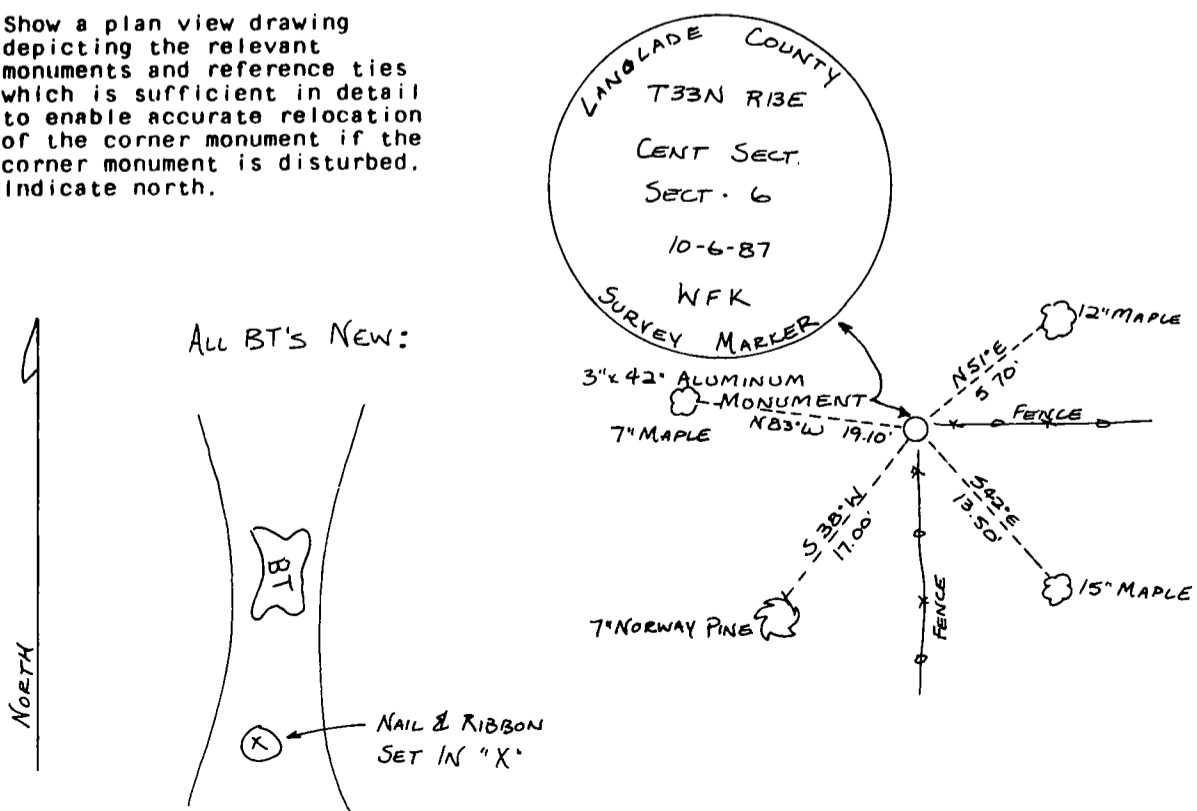 Show a plan view drawing
depicting the relevant
monuments and reference ties
which is sufficient in detail
to enable accurate relocation
of the corner monument if the
corner monument is disturbed.
Indicate north.
LANGLADE COUNTY
T33N R13E
CENT SECT.
SECT. 6
10-6-87
WFK
SURVEY MARKER
ALL BT'S NEW:
3" x 42" ALUMINUM
MONUMENT
7" MAPLE
N83°W 19.10'
12" MAPLE
N51°E
5 70'
FENCE
S42°E
13.50'
15" MAPLE
S38°W
17.00'
7" NORWAY PINE
FENCE
BT
X
NAIL & RIBBON
SET IN "X"
NORTH